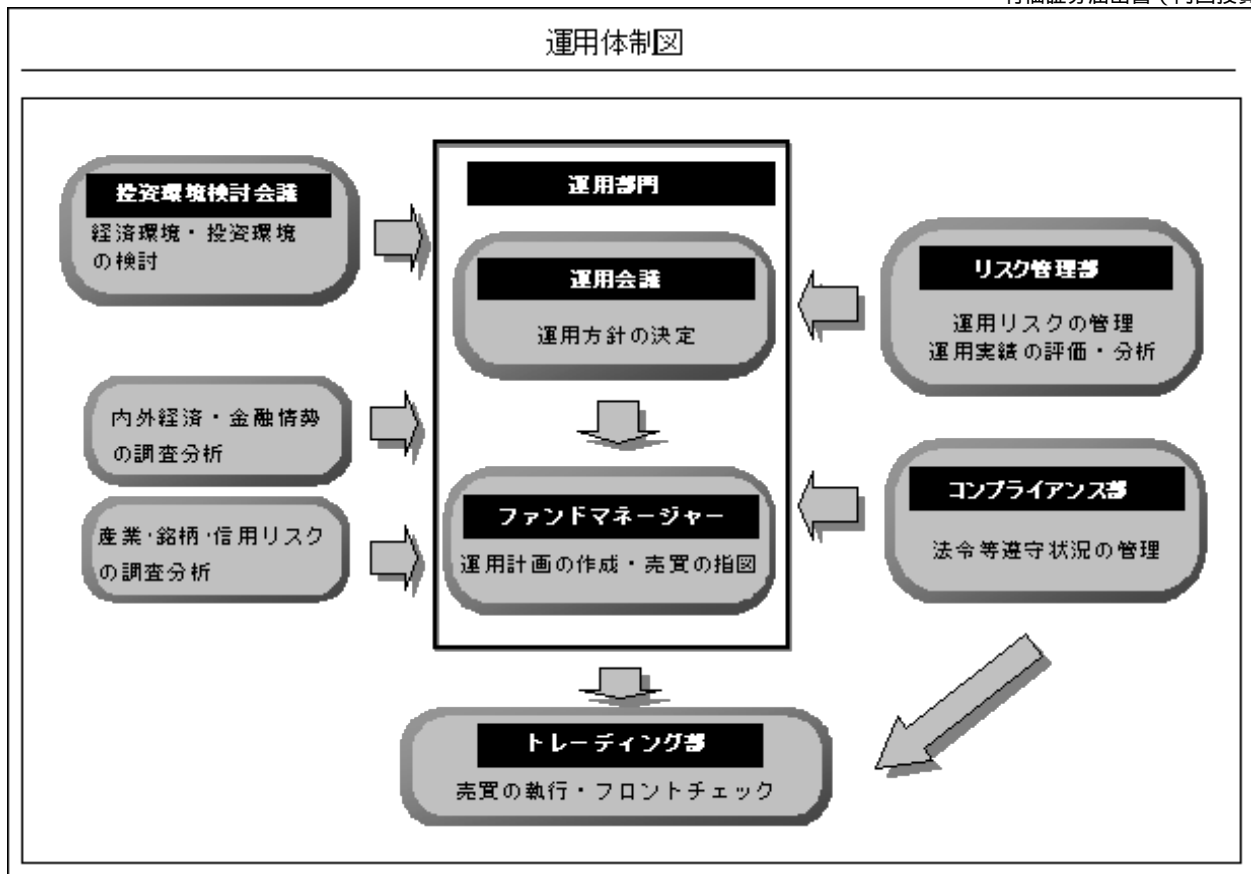 運用体制図
投資環境検討会議
経済環境・投資環境
の検討
内外経済・金融情勢
の調査分析
産業・銘柄・信用リスク
の調査分析
運用部門
運用会議
運用方針の決定
ファンドマネージャー
運用計画の作成・売買の指図
リスク管理部
運用リスクの管理
運用実績の評価・分析
コンプライアンス部
法令等遵守状況の管理
トレーディング部
売買の執行・フロントチェック